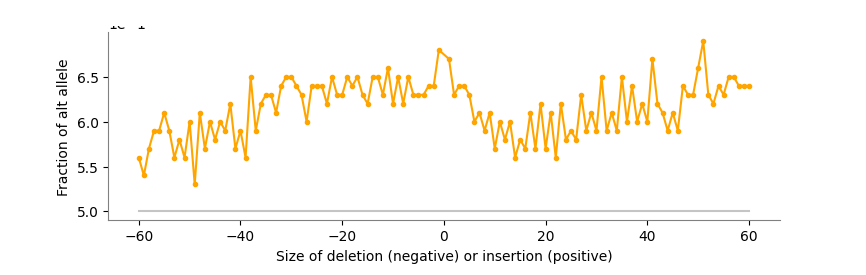 6.5
6.0
5.5
5.0
Fraction of alt allele
−60 −40 −20 0 20 40 60
Size of deletion (negative) or insertion (positive)